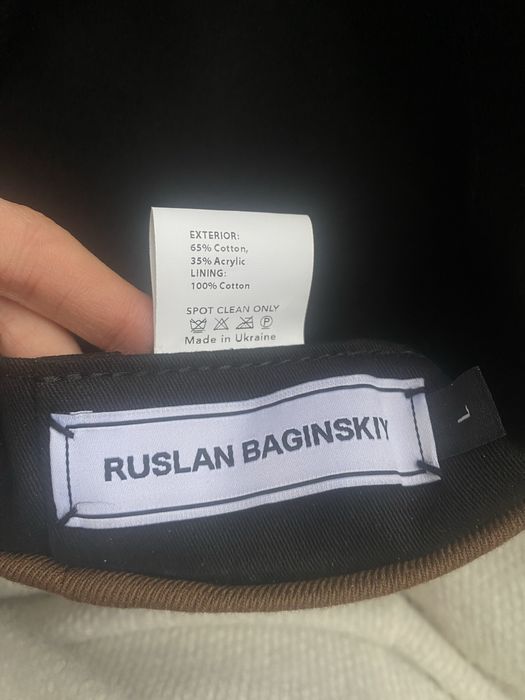 EXTERIOR:
65% Cotton,
35% Acrylic
LINING:
100% Cotton
SPOT CLEAN ONLY
P
Made in Ukraine
RUSLAN BAGINSKIY
L